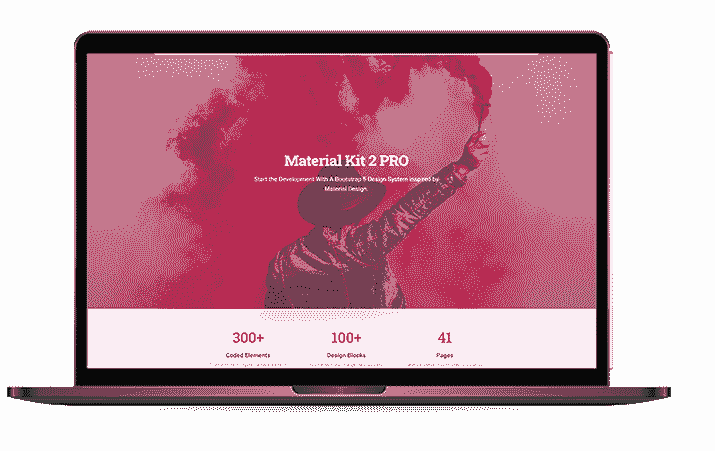 Material Kit 2 PRO
Start the Development With A Bootstrap 5 Design System inspired by
Material Design.
300+
100+
41
Coded Elements
Design Blocks
Pages